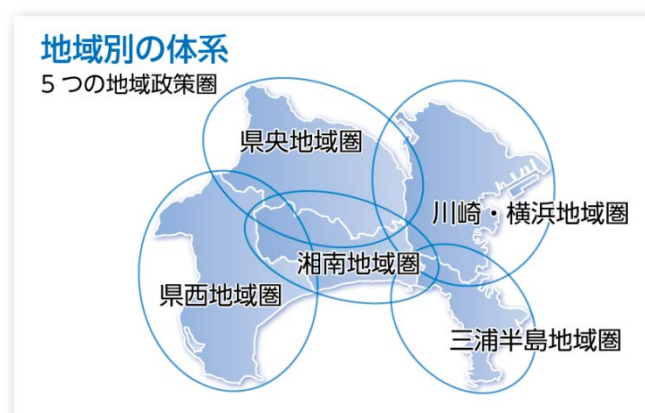 地域別の体系
5つの地域政策圏
県央地域圏
川崎・横浜地域圏
湘南地域圏
県西地域圏
三浦半島地域圏